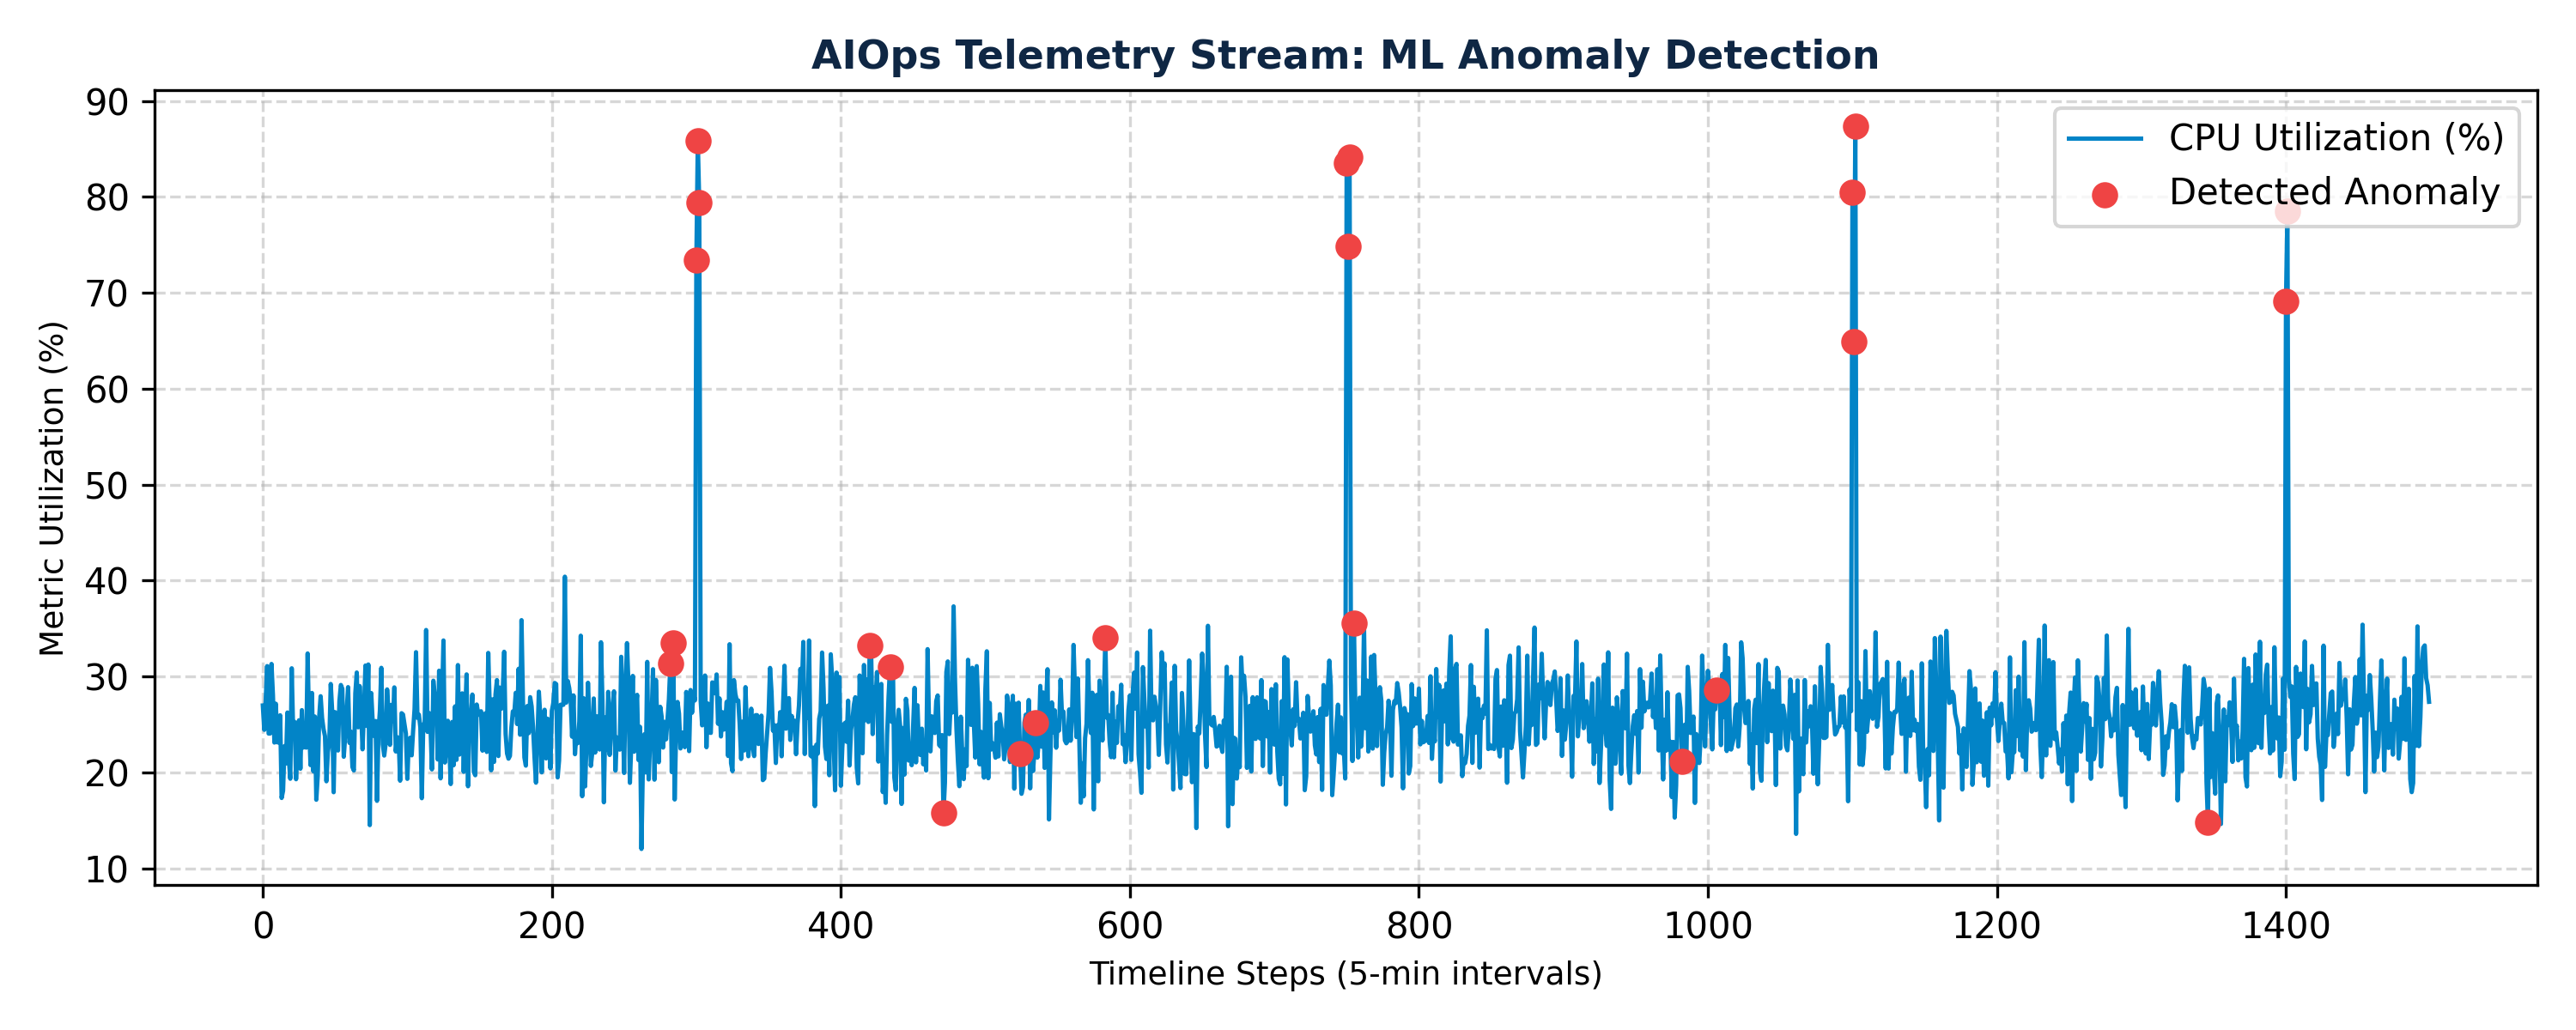 AIOps Telemetry Stream: ML Anomaly Detection
CPU Utilization (%)
Detected Anomaly
Metric Utilization (%)
90
80
70
60
50
40
30
20
10
0 200 400 600 800 1000 1200 1400
Timeline Steps (5-min intervals)